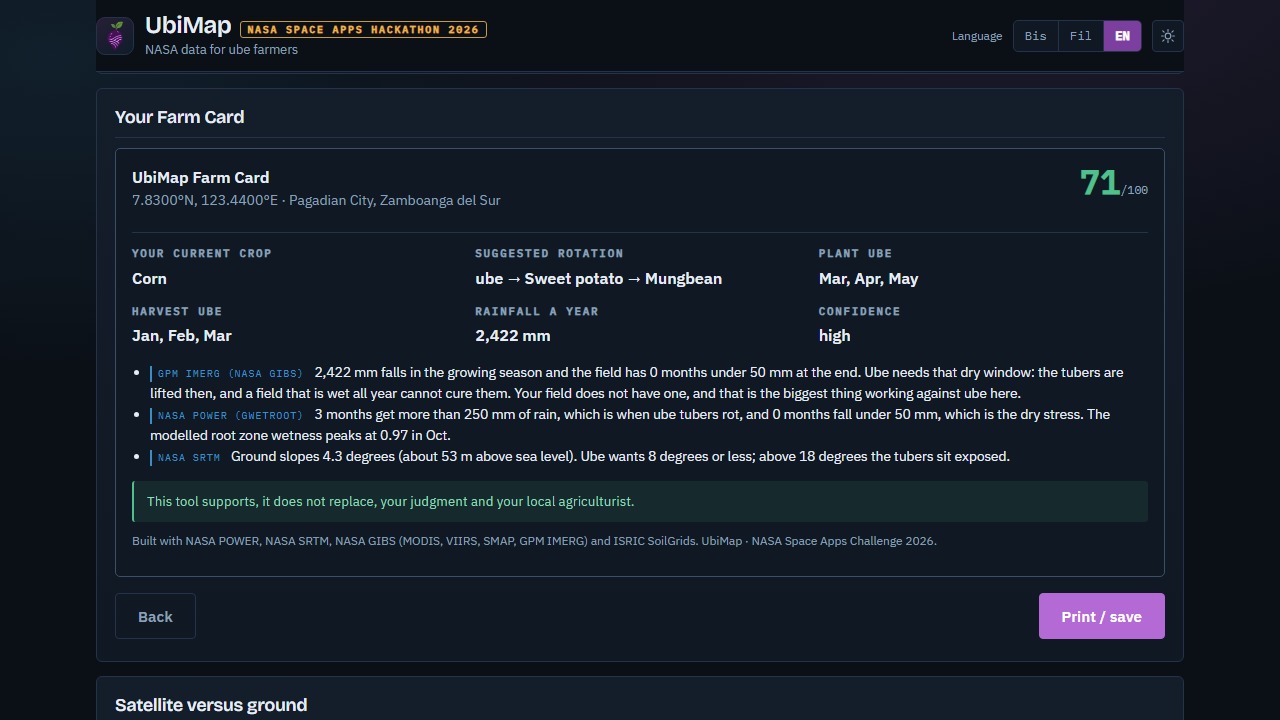 UbiMap NASA SPACE APPS HACKATHON 2026
NASA data for ube farmers
Language Bis Fil EN
Your Farm Card
UbiMap Farm Card
7.8300°N, 123.4400°E · Pagadian City, Zamboanga del Sur
71/100
YOUR CURRENT CROP
Corn
SUGGESTED ROTATION
ube → Sweet potato → Mungbean
PLANT UBE
Mar, Apr, May
HARVEST UBE
Jan, Feb, Mar
RAINFALL A YEAR
2,422 mm
CONFIDENCE
high
• GPM IMERG (NASA GIBS) 2,422 mm falls in the growing season and the field has 0 months under 50 mm at the end. Ube needs that dry window: the tubers are
lifted then, and a field that is wet all year cannot cure them. Your field does not have one, and that is the biggest thing working against ube here.
• NASA POWER (GWETROOT) 3 months get more than 250 mm of rain, which is when ube tubers rot, and 0 months fall under 50 mm, which is the dry stress. The
modelled root zone wetness peaks at 0.97 in Oct.
• NASA SRTM Ground slopes 4.3 degrees (about 53 m above sea level). Ube wants 8 degrees or less; above 18 degrees the tubers sit exposed.
This tool supports, it does not replace, your judgment and your local agriculturist.
Built with NASA POWER, NASA SRTM, NASA GIBS (MODIS, VIIRS, SMAP, GPM IMERG) and ISRIC SoilGrids. UbiMap · NASA Space Apps Challenge 2026.
Back
Print / save
Satellite versus ground